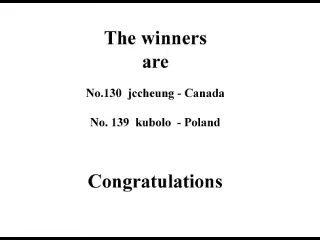 The winners
are
No.130 jccheung - Canada
No. 139 kubolo - Poland
Congratulations